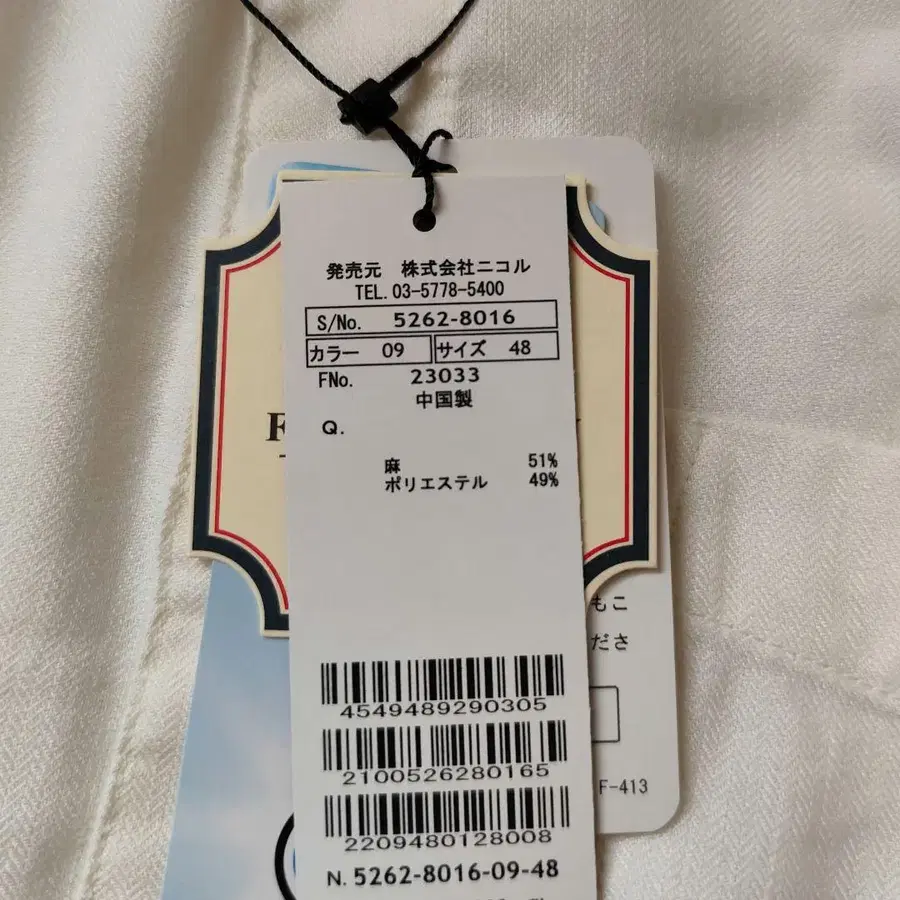 発売元 株式会社ニコル
TEL.03-5778-5400
S/No. 5262-8016
カラー 09 サイズ 48
FNo. 23033
中国製
Q.
麻 51%
ポリエステル 49%
4549489290305
2100526280165
2209480128008
N. 5262-8016-09-48
もこ
ださ
F-413